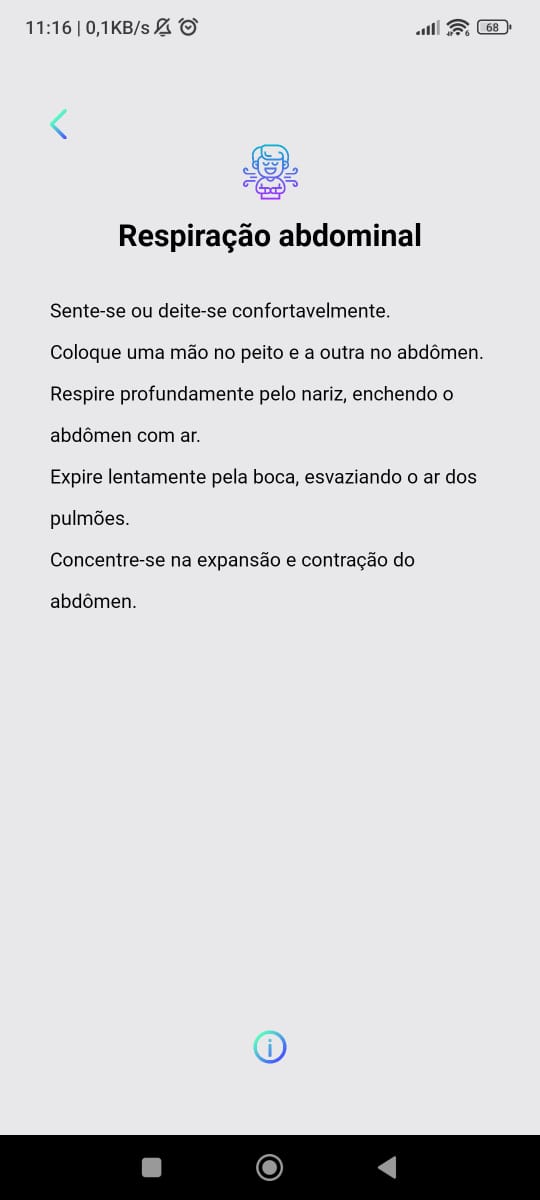 11:16 | 0,1KB/s
68
Respiração abdominal
Sente-se ou deite-se confortavelmente.
Coloque uma mão no peito e a outra no abdômen.
Respire profundamente pelo nariz, enchendo o
abdômen com ar.
Expire lentamente pela boca, esvaziando o ar dos
pulmões.
Concentre-se na expansão e contração do
abdômen.